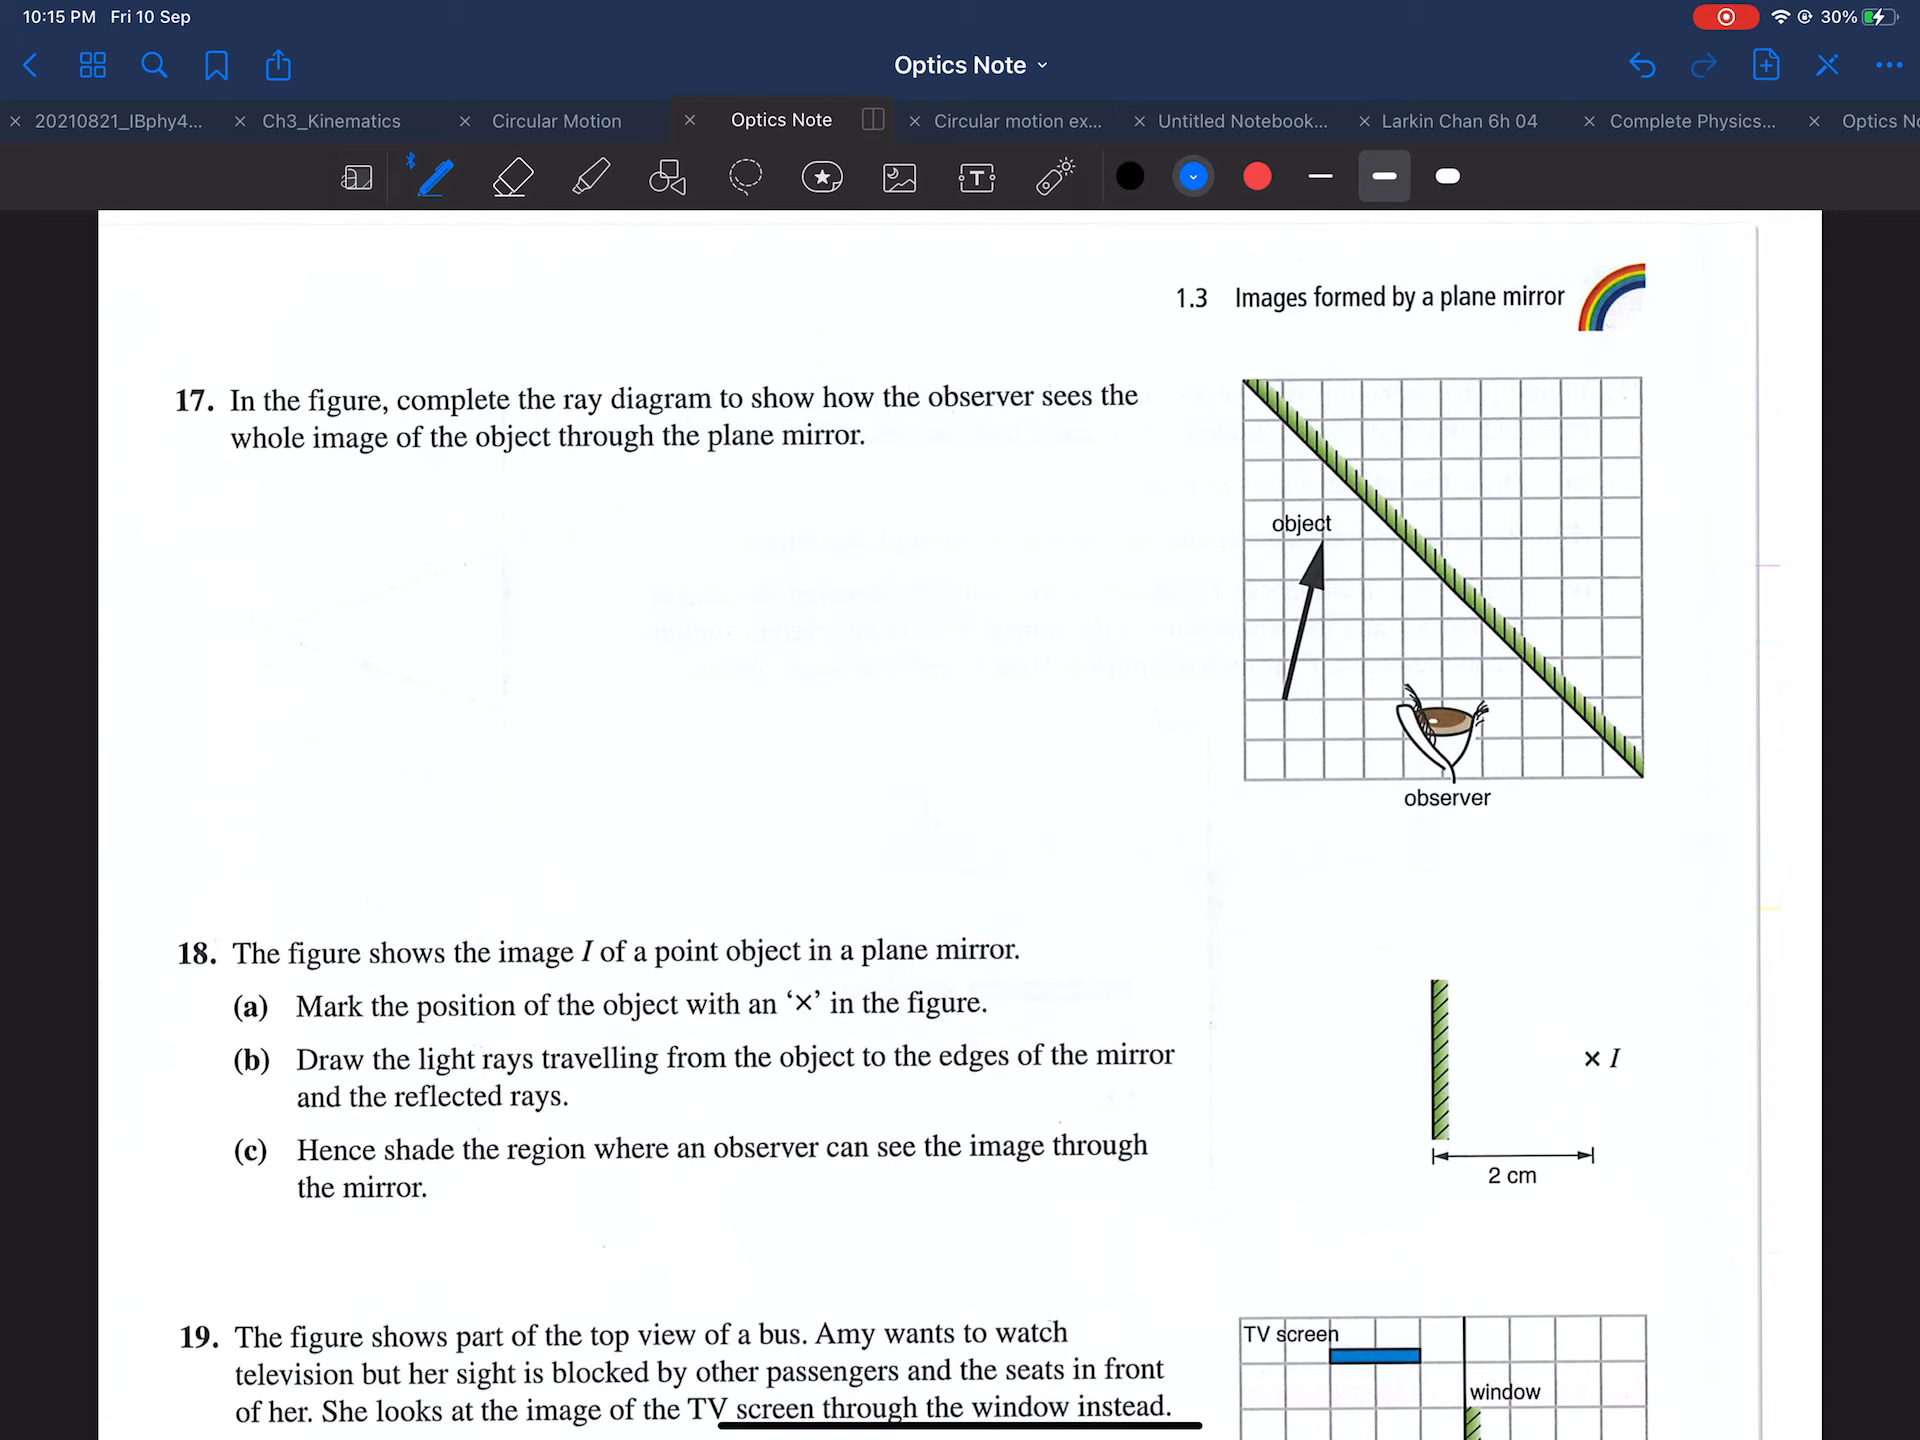 10:15 PM Fri 10 Sep
30%
Optics Note
20210821_IBphy4...
Ch3_Kinematics
Circular Motion
Optics Note
Circular motion ex...
Untitled Notebook...
Larkin Chan 6h 04
Complete Physics...
Optics No
1.3 Images formed by a plane mirror
17. In the figure, complete the ray diagram to show how the observer sees the
whole image of the object through the plane mirror.
object
observer
18. The figure shows the image I of a point object in a plane mirror.
(a) Mark the position of the object with an ‘×’ in the figure.
(b) Draw the light rays travelling from the object to the edges of the mirror
and the reflected rays.
(c) Hence shade the region where an observer can see the image through
the mirror.
× I
2 cm
19. The figure shows part of the top view of a bus. Amy wants to watch
television but her sight is blocked by other passengers and the seats in front
of her. She looks at the image of the TV screen through the window instead.
TV screen
window